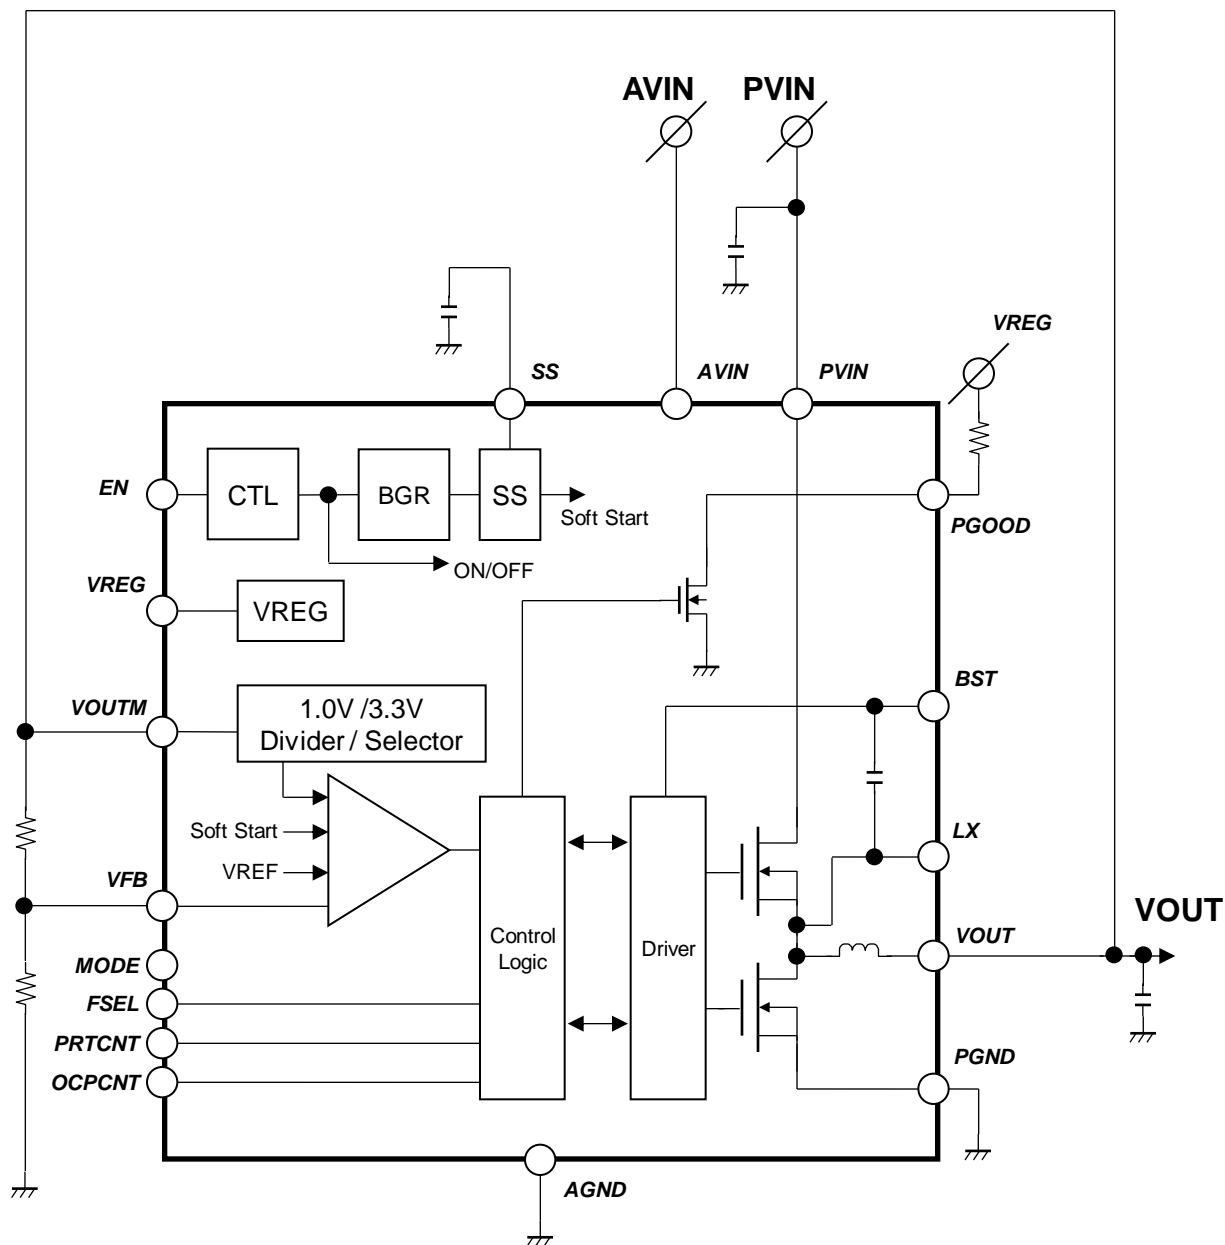 AVIN PVIN
VREG
SS AVIN PVIN
EN CTL BGR SS
Soft Start
PGOOD
ON/OFF
VREG VREG
BST
VOUTM 1.0V /3.3V
Divider / Selector
Soft Start
LX
VREF
VFB
VOUT
Control
Logic
Driver
VOUT
MODE
FSEL
PRTCNT
PGND
OCPCNT
AGND